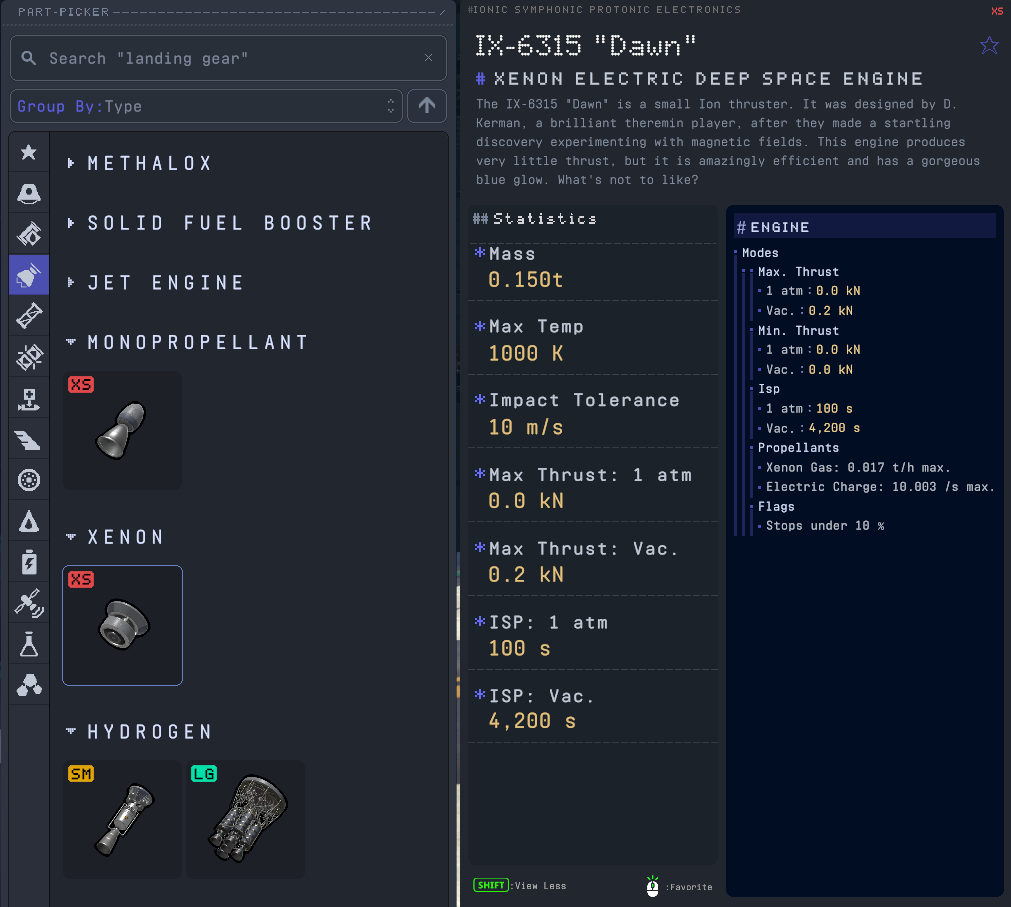 PART-PICKER
Search "landing gear"
Group By:Type
METHALOX
SOLID FUEL BOOSTER
JET ENGINE
MONOPROPELLANT
XS
XENON
XS
HYDROGEN
SM
LG
#IONIC SYMPHONIC PROTONIC ELECTRONICS
XS
IX-6315 "Dawn"
# XENON ELECTRIC DEEP SPACE ENGINE
The IX-6315 "Dawn" is a small Ion thruster. It was designed by D.
Kerman, a brilliant theremin player, after they made a startling
discovery experimenting with magnetic fields. This engine produces
very little thrust, but it is amazingly efficient and has a gorgeous
blue glow. What's not to like?
## Statistics
*Mass
0.150t
*Max Temp
1000 K
*Impact Tolerance
10 m/s
*Max Thrust: 1 atm
0.0 kN
*Max Thrust: Vac.
0.2 kN
*ISP: 1 atm
100 s
*ISP: Vac.
4,200 s
SHIFT:View Less
:Favorite
# ENGINE
Modes
Max. Thrust
1 atm:0.0 kN
Vac.:0.2 kN
Min. Thrust
1 atm:0.0 kN
Vac.:0.0 kN
Isp
1 atm:100 s
Vac.:4,200 s
Propellants
Xenon Gas: 0.017 t/h max.
Electric Charge: 10.003 /s max.
Flags
Stops under 10 %